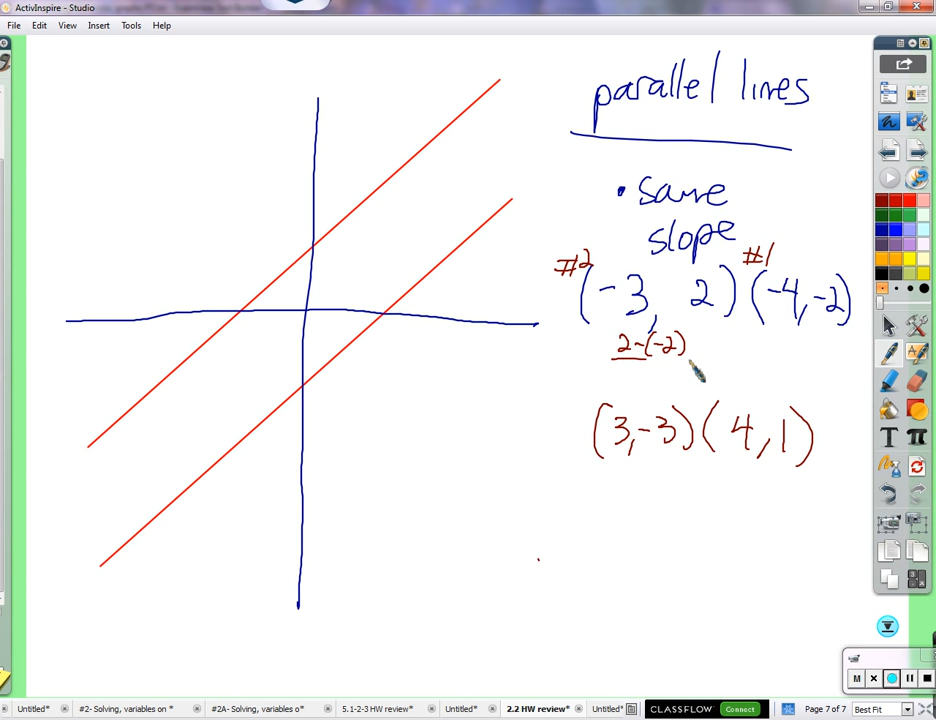 ActivInspire - Studio
File Edit View Insert Tools Help
parallel lines
• same
slope
#2 #1
(-3, 2) (-4,-2)
2-(-2)
(3,-3) (4, 1)
M
Untitled* #2- Solving, variables on * #2A- Solving, variables o* 5.1-2-3 HW review* Untitled* 2.2 HW review* Untitled* CLASSFLOW Connect Page 7 of 7 Best Fit